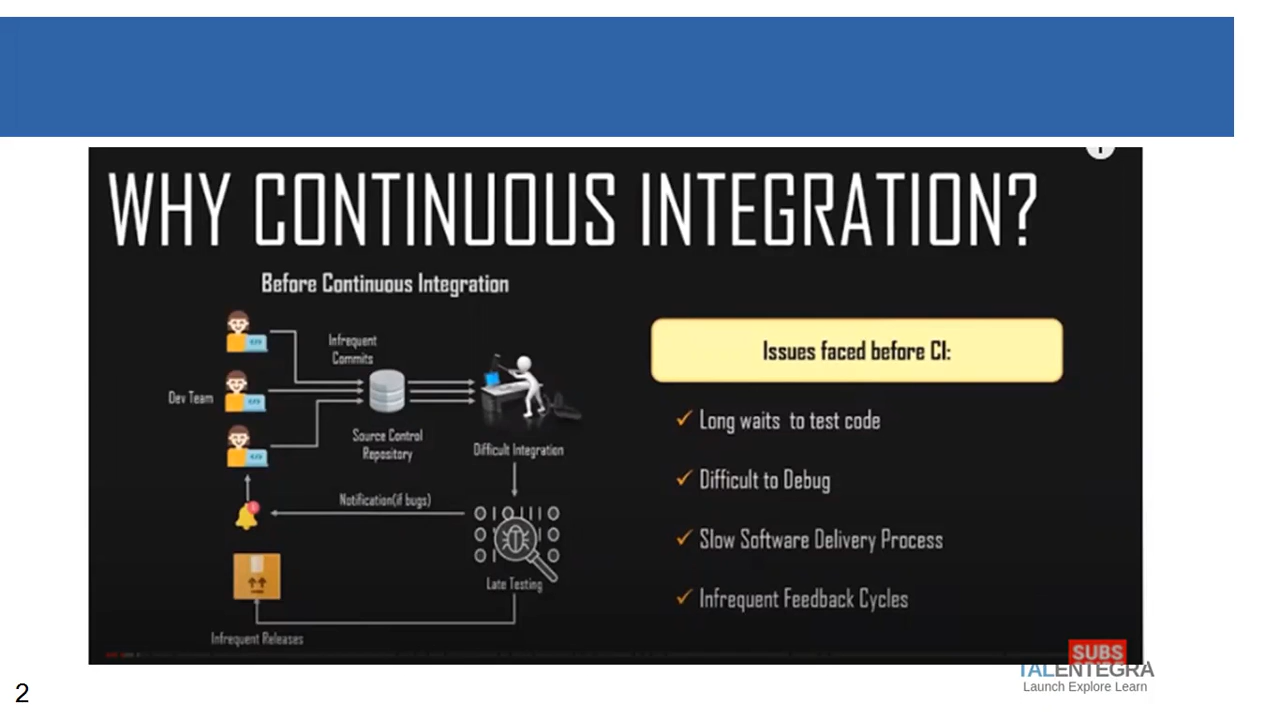 WHY CONTINUOUS INTEGRATION?
Before Continuous Integration
Infrequent
Commits
Dev Team
Source Control
Repository
Difficult Integration
Notification(if bugs)
Late Testing
Infrequent Releases
Issues faced before CI:
Long waits to test code
Difficult to Debug
Slow Software Delivery Process
Infrequent Feedback Cycles
SUBS
TALENTEGRA
Launch Explore Learn
2